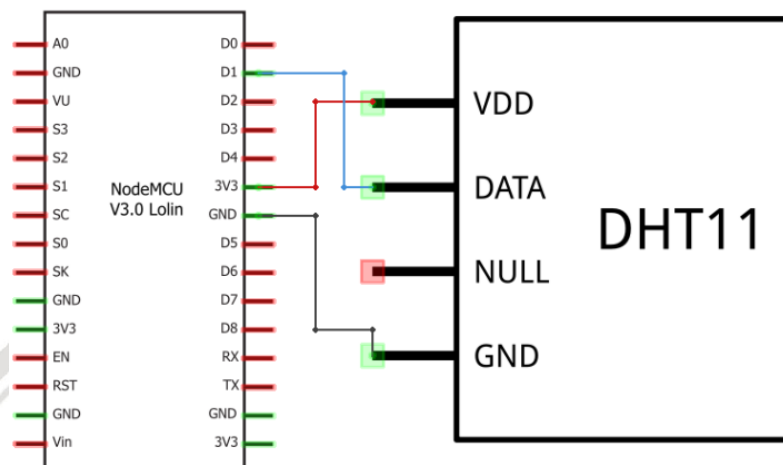 A0
GND
VU
S3
S2
S1
SC
S0
SK
GND
3V3
EN
RST
GND
Vin
NodeMCU
V3.0 Lolin
D0
D1
D2
D3
D4
3V3
GND
D5
D6
D7
D8
RX
TX
GND
3V3
VDD
DATA
NULL
GND
DHT11